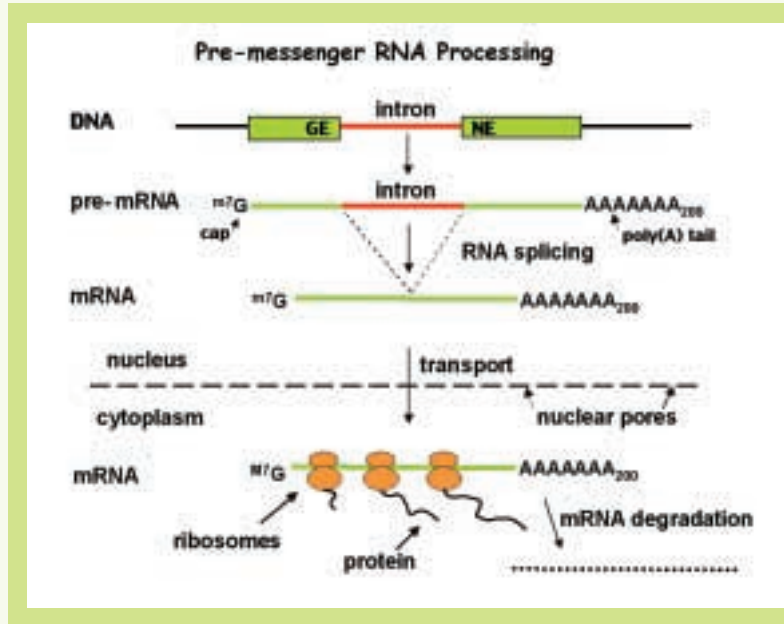 Pre-messenger RNA Processing
intron
DNA
GE
NE
intron
pre-mRNA
m7G
AAAAAAA200
cap
poly(A) tail
RNA splicing
mRNA
m7G
AAAAAAA200
nucleus
transport
cytoplasm
nuclear pores
mRNA
M7G
AAAAAAA200
mRNA degradation
ribosomes
protein